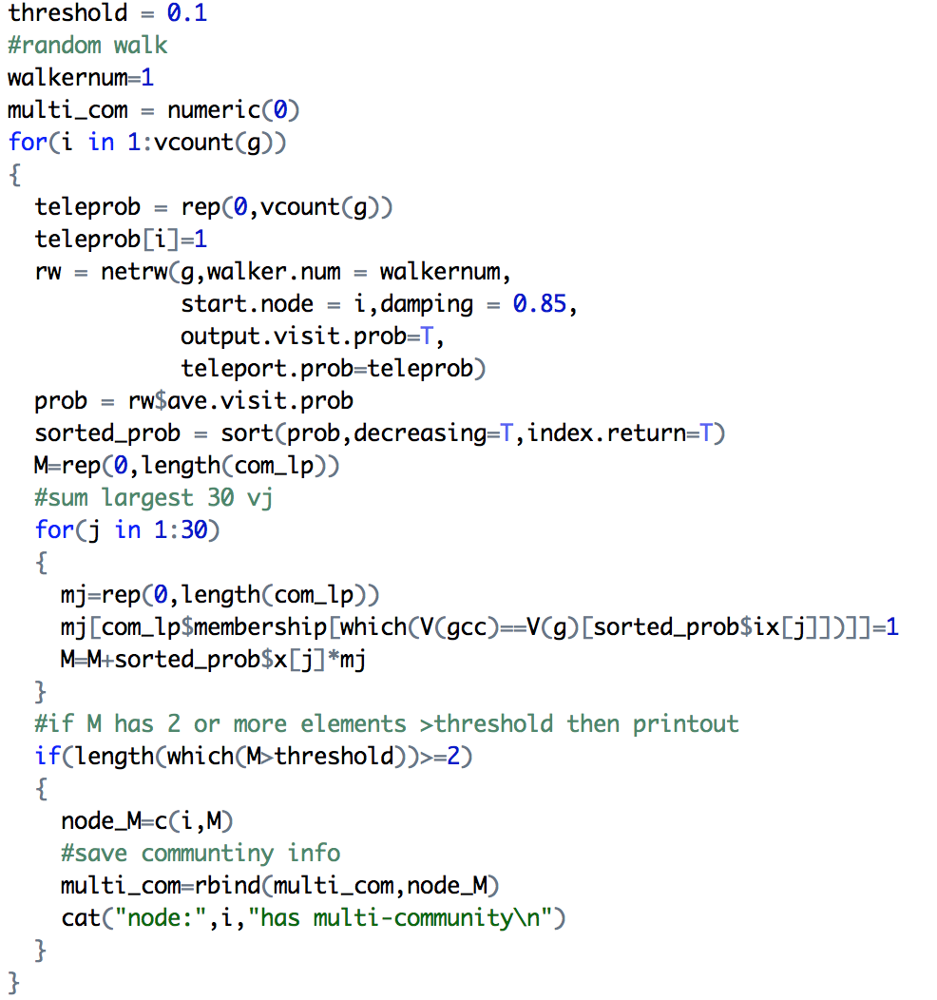 threshold = 0.1
#random walk
walkernum=1
multi_com = numeric(0)
for(i in 1:vcount(g))
{
  teleprob = rep(0,vcount(g))
  teleprob[i]=1
  rw = netrw(g,walker.num = walkernum,
             start.node = i,damping = 0.85,
             output.visit.prob=T,
             teleport.prob=teleprob)
  prob = rw$ave.visit.prob
  sorted_prob = sort(prob,decreasing=T,index.return=T)
  M=rep(0,length(com_lp))
  #sum largest 30 vj
  for(j in 1:30)
  {
    mj=rep(0,length(com_lp))
    mj[com_lp$membership[which(V(gcc)==V(g)[sorted_prob$ix[j]])]]=1
    M=M+sorted_prob$x[j]*mj
  }
  #if M has 2 or more elements >threshold then printout
  if(length(which(M>threshold))>=2)
  {
    node_M=c(i,M)
    #save communtiny info
    multi_com=rbind(multi_com,node_M)
    cat("node:",i,"has multi-community\n")
  }
}